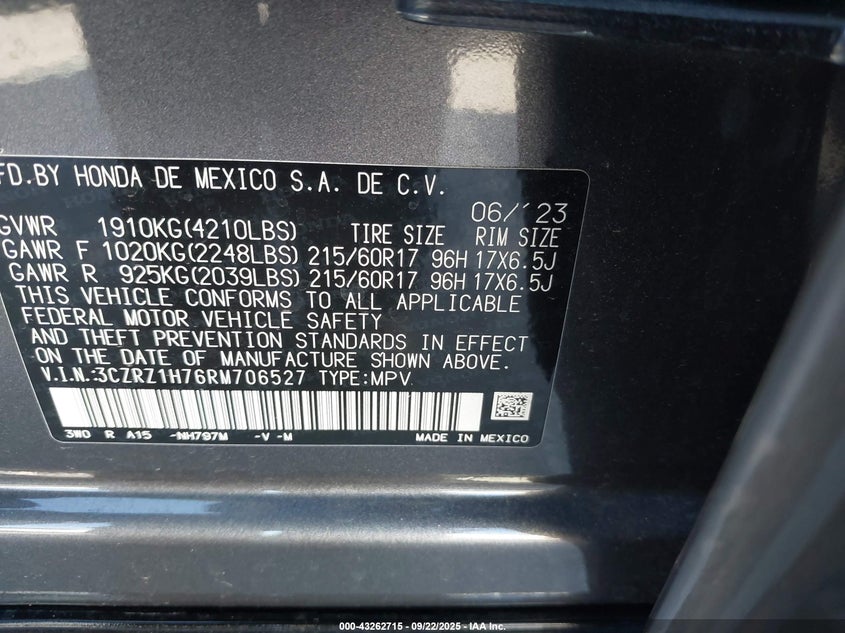 FD.BY HONDA DE MEXICO S.A. DE C.V.
06/'23
GVWR 1910KG(4210LBS) TIRE SIZE RIM SIZE
GAWR F 1020KG(2248LBS) 215/60R17 96H 17X6.5J
GAWR R 925KG(2039LBS) 215/60R17 96H 17X6.5J
THIS VEHICLE CONFORMS TO ALL APPLICABLE
FEDERAL MOTOR VEHICLE SAFETY
AND THEFT PREVENTION STANDARDS IN EFFECT
ON THE DATE OF MANUFACTURE SHOWN ABOVE.
V.I.N.:3CZRZ1H76RM706527 TYPE:MPV
3W0 R A15 -NH797M -V -M MADE IN MEXICO
000-43262715 - 09/22/2025 - IAA Inc.